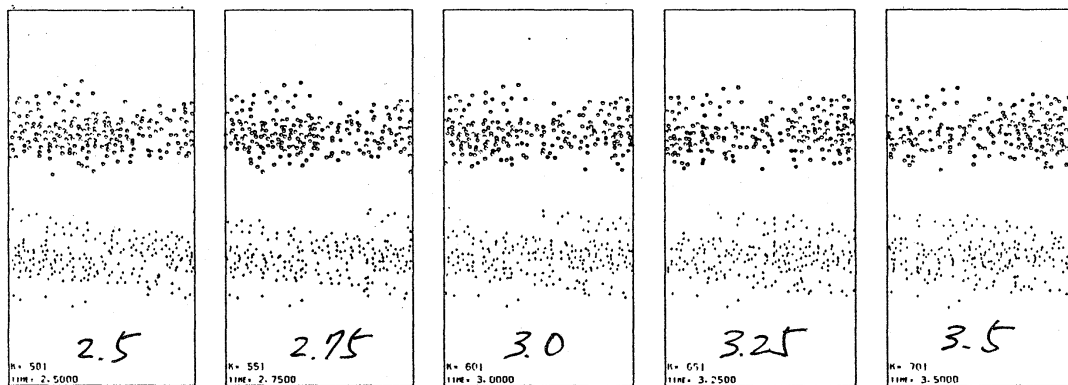 2.5
K= 501
TIME= 2.5000
2.75
K= 551
TIME= 2.7500
3.0
K= 601
TIME= 3.0000
3.25
K= 651
TIME= 3.2500
3.5
K= 701
TIME= 3.5000